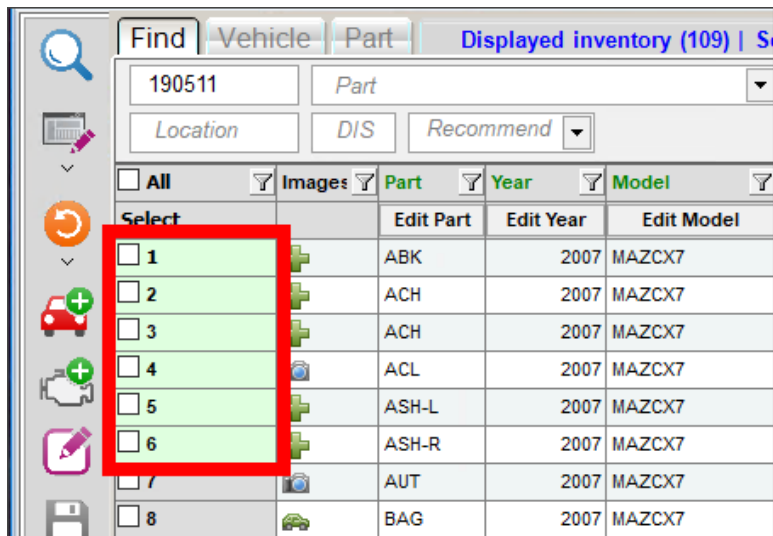 Find Vehicle Part Displayed inventory (109) | S
190511 Part
Location DIS Recommend
All Images Part Year Model
Select Edit Part Edit Year Edit Model
1 ABK 2007 MAZCX7
2 ACH 2007 MAZCX7
3 ACH 2007 MAZCX7
4 ACL 2007 MAZCX7
5 ASH-L 2007 MAZCX7
6 ASH-R 2007 MAZCX7
7 AUT 2007 MAZCX7
8 BAG 2007 MAZCX7